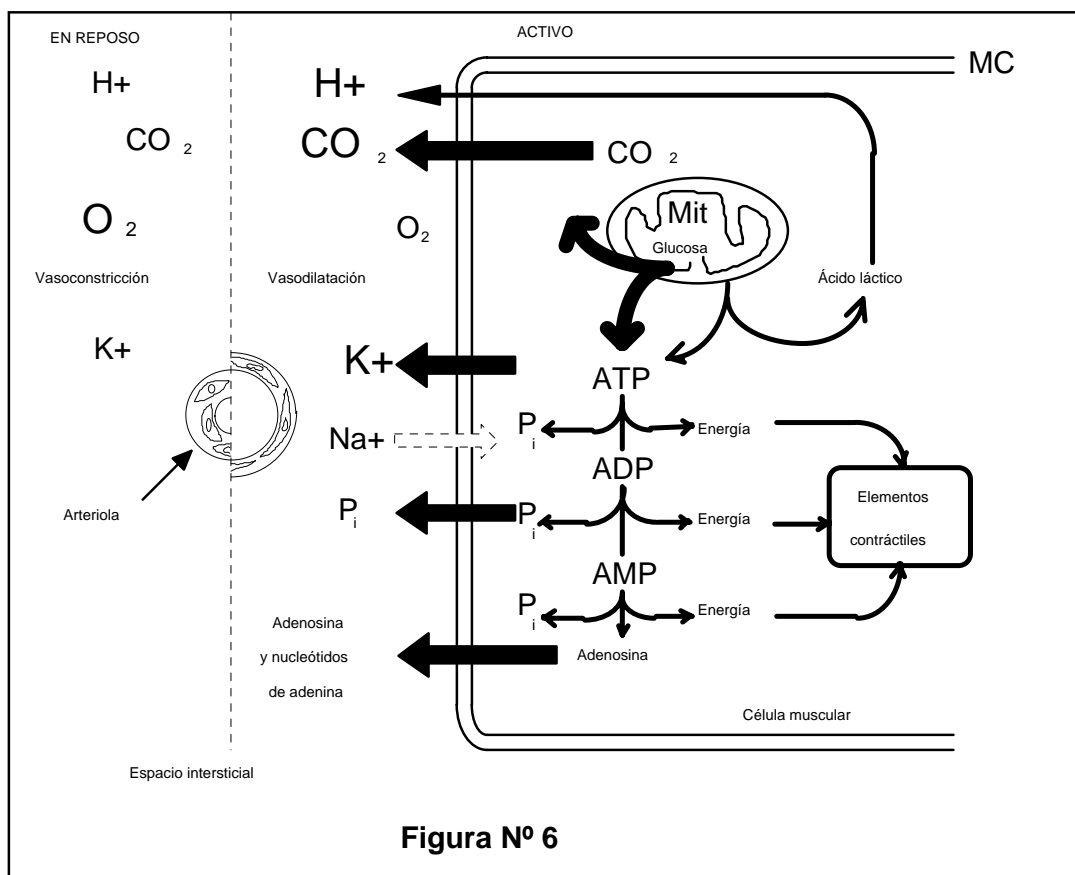 EN REPOSO
ACTIVO
MC
H+
H+
CO 2
CO 2
CO 2
O 2
O2
Mit
Glucosa
Vasoconstricción
Vasodilatación
Ácido láctico
K+
K+
ATP
Na+
Pi
Energía
ADP
Arteriola
Pi
Pi
Energía
Elementos
contráctiles
AMP
Pi
Energía
Adenosina
y nucleótidos
de adenina
Adenosina
Célula muscular
Espacio intersticial
Figura Nº 6